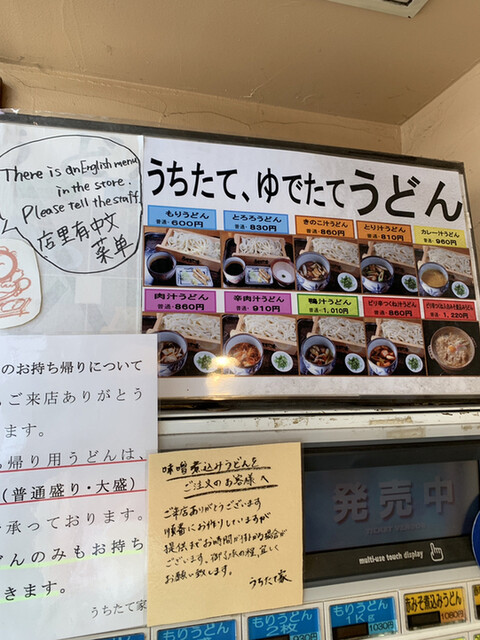 There is an English menu
in the store.
Please tell the staff.
店里有中文
菜单
うちたて、ゆでたてうどん
もりうどん
普通・600円
とろろうどん
普通・830円
きのこ汁うどん
普通・860円
とり汁うどん
普通・810円
カレー汁うどん
普通・960円
肉汁うどん
普通・860円
辛肉汁うどん
普通・910円
鴨汁うどん
普通・1,010円
ピリ辛つくね汁うどん
普通・860円
普通・1,220円
のお持ち帰りについて
ご来店ありがとう
ます。
帰り用うどんは、
(普通盛り・大盛)
承っております。
んのみもお持ち
きます。
うちたて家
味噌煮込みうどんを
ご注文のお客様へ
ご来店ありがとうございます
順番にお作りしていますが
提供までお時間が掛かる場合が
ございます、御了承の程、宜しく
お願い致します。
うちたて家
発売中
multi-use touch display
もりうどん
もりうどん
2枚
もりうどん
1Kg
1030円
赤みそ煮込みうどん
1080円